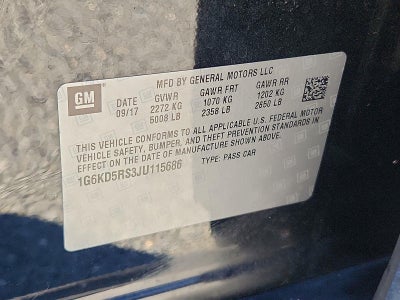 GM
MFD BY GENERAL MOTORS LLC
DATE GVWR GAWR FRT GAWR RR
09/17 2272 KG 1070 KG 1202 KG
5008 LB 2358 LB 2650 LB
THIS VEHICLE CONFORMS TO ALL APPLICABLE U.S. FEDERAL MOTOR
VEHICLE SAFETY, BUMPER, AND THEFT PREVENTION STANDARDS IN
EFFECT ON THE DATE OF MANUFACTURE SHOWN ABOVE.
1G6KD5RS3JU115686 TYPE: PASS CAR